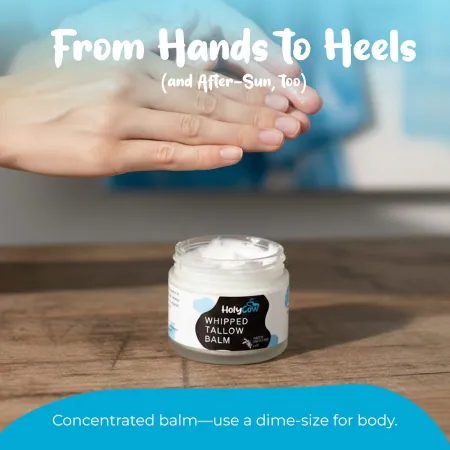 From Hands To Heels
(and After-Sun, Too)
HolyCow
WHIPPED
TALLOW
BALM
Concentrated balm—use a dime-size for body.